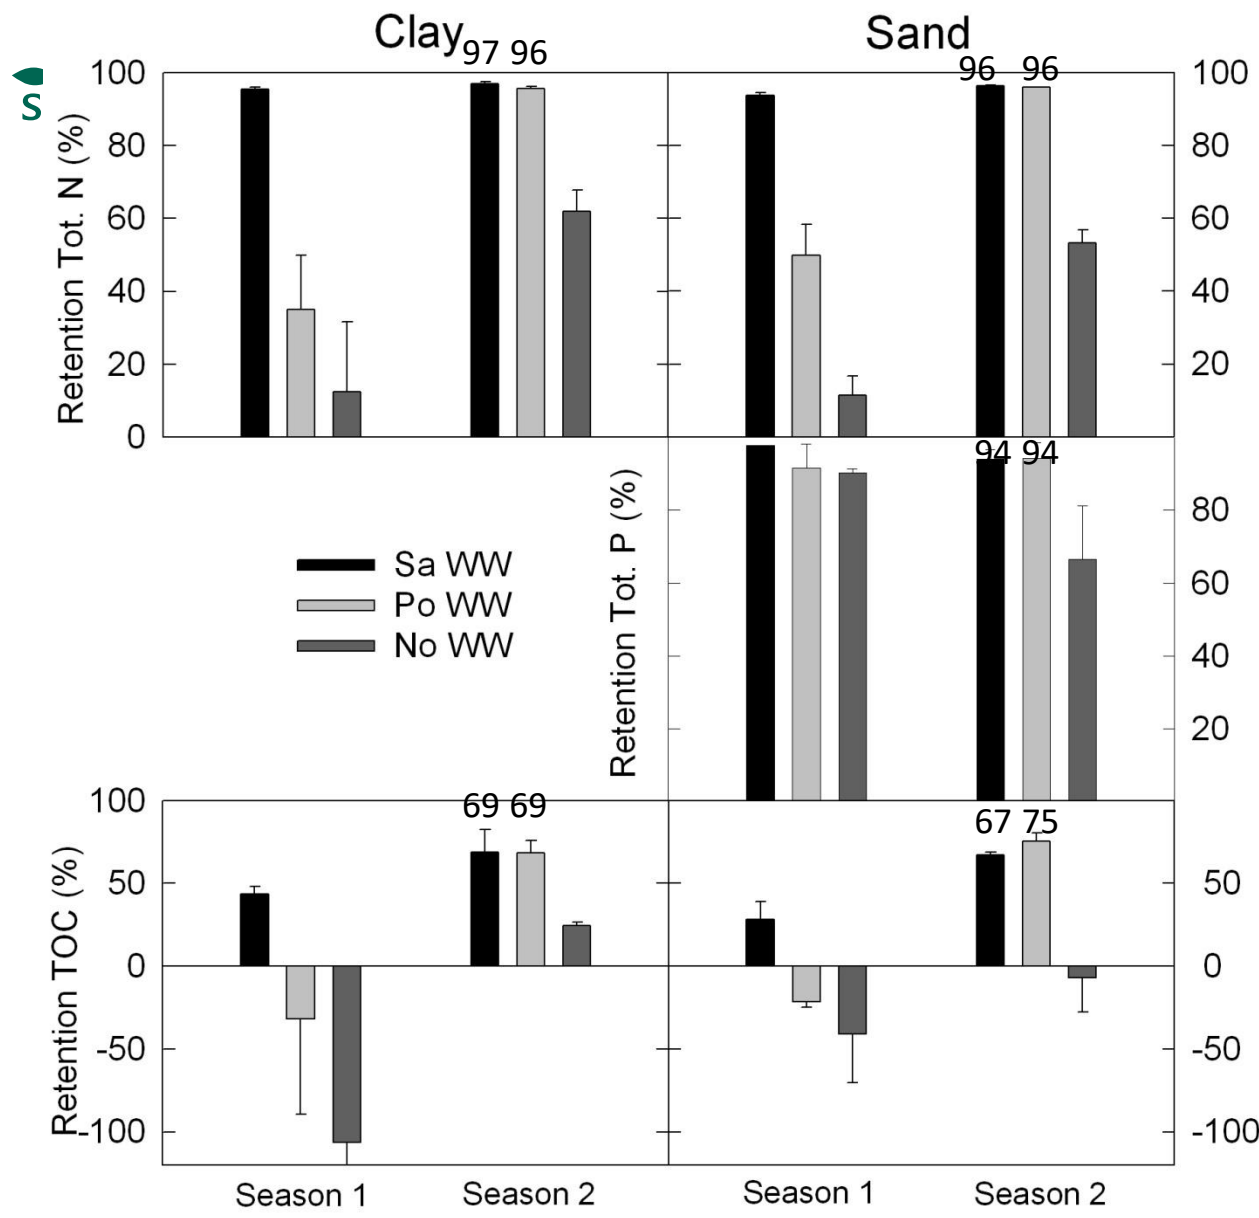 Clay
Sand
S
97 96
96 96
100
80
60
40
20
0
Retention Tot. N (%)
100
80
60
40
20
94 94
Retention Tot. P (%)
80
60
40
20
Sa WW
Po WW
No WW
69 69
67 75
100
50
0
-50
-100
Retention TOC (%)
50
0
-50
-100
Season 1
Season 2
Season 1
Season 2